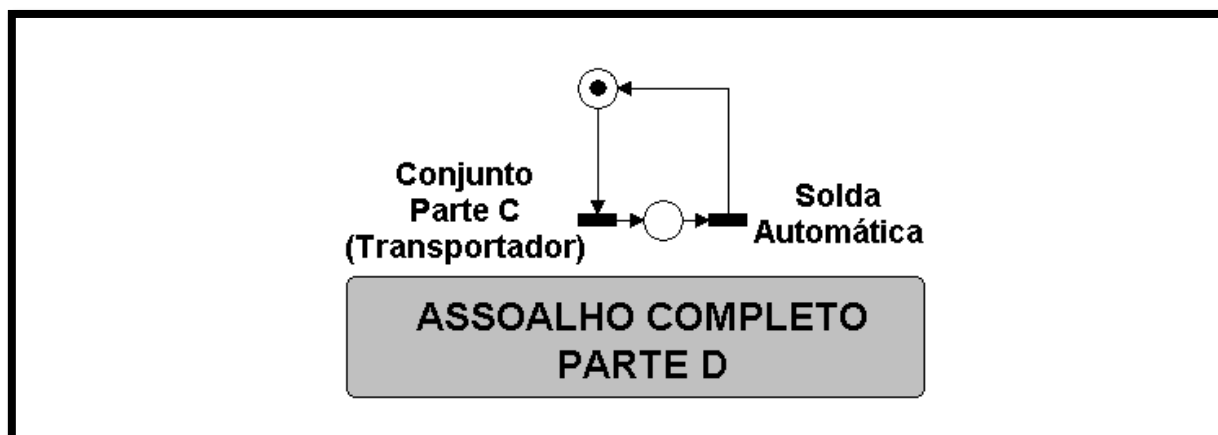 Conjunto
Parte C
(Transportador)
Solda
Automática
ASSOALHO COMPLETO
PARTE D